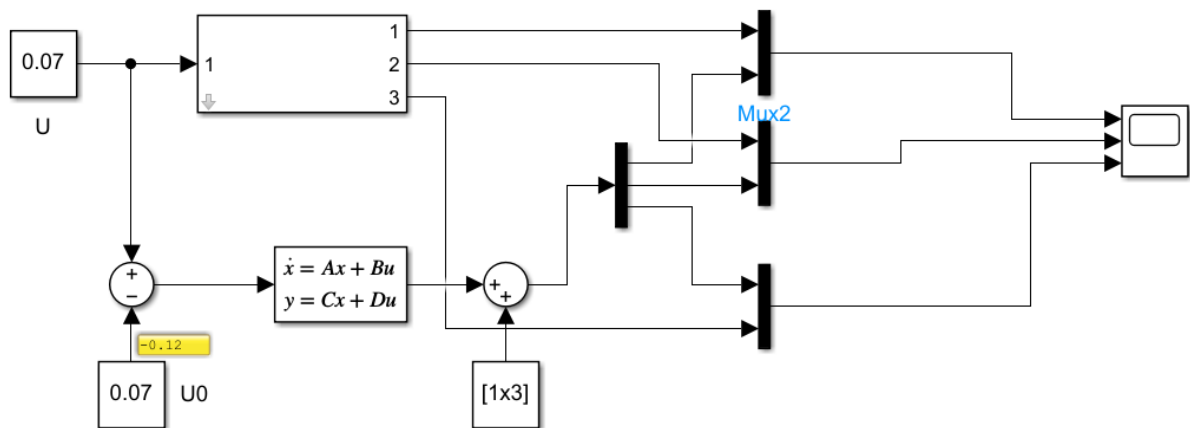 0.07
U
1
1
2
3
Mux2
+
−
ẋ = Ax + Bu
y = Cx + Du
+
+
-0.12
0.07
U0
[1x3]